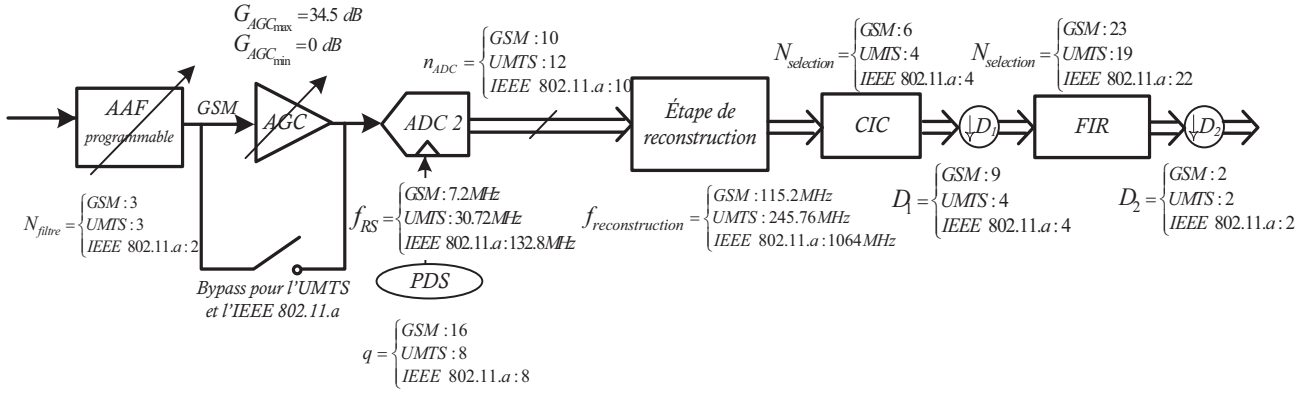 G_AGCmax = 34.5 dB
G_AGCmin = 0 dB
n_ADC = { GSM : 10
UMTS : 12
IEEE 802.11.a : 10
N_selection = { GSM : 6
UMTS : 4
IEEE 802.11.a : 4
N_selection = { GSM : 23
UMTS : 19
IEEE 802.11.a : 22
AAF
programmable
GSM
AGC
ADC 2
Étape de
reconstruction
CIC
↓D₁
FIR
↓D₂
N_filtre = { GSM : 3
UMTS : 3
IEEE 802.11.a : 2
f_RS = { GSM : 7.2MHz
UMTS : 30.72MHz
IEEE 802.11.a : 132.8MHz
f_reconstruction = { GSM : 115.2MHz
UMTS : 245.76MHz
IEEE 802.11.a : 1064MHz
D₁ = { GSM : 9
UMTS : 4
IEEE 802.11.a : 4
D₂ = { GSM : 2
UMTS : 2
IEEE 802.11.a : 2
PDS
Bypass pour l'UMTS
et l'IEEE 802.11.a
q = { GSM : 16
UMTS : 8
IEEE 802.11.a : 8